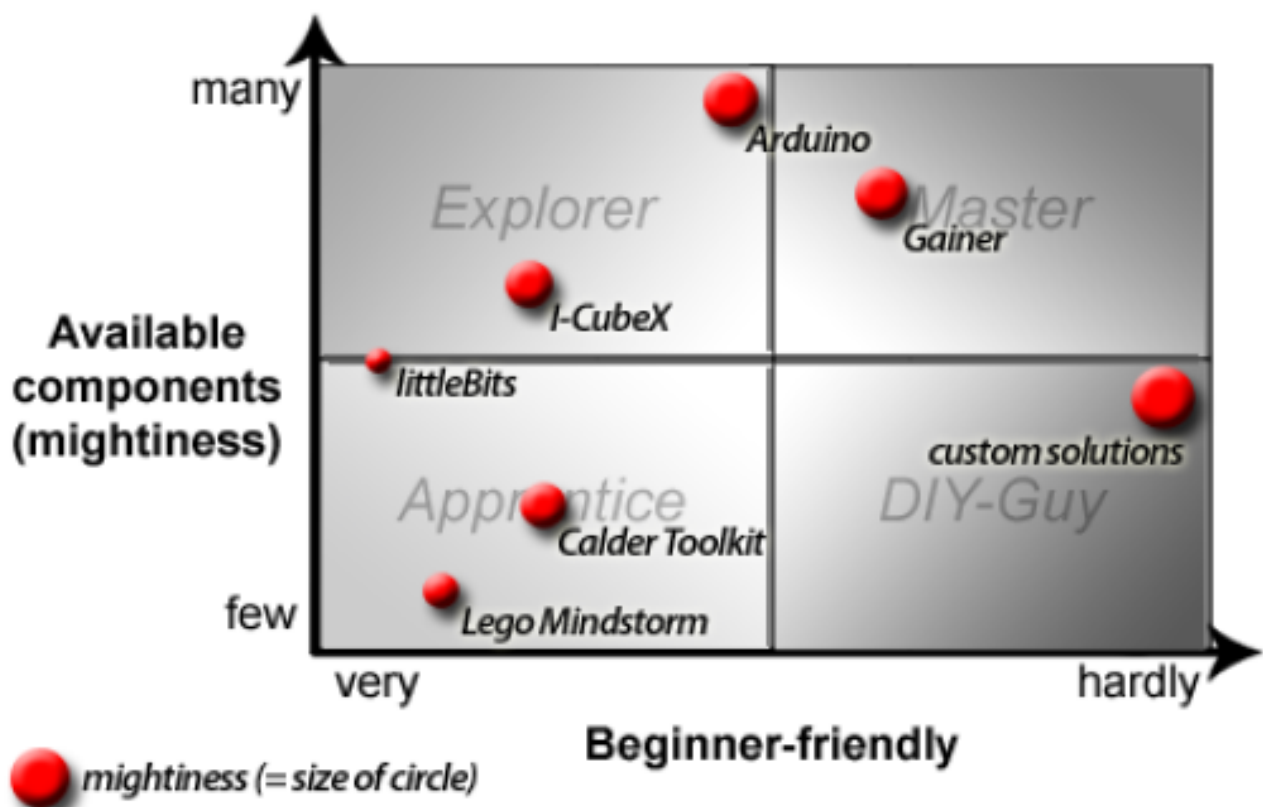 many
Arduino
Explorer
Master
Gainer
I-CubeX
Available
components
(mightiness)
littleBits
custom solutions
Apprentice
DIY-Guy
Calder Toolkit
few
Lego Mindstorm
very
hardly
Beginner-friendly
mightiness (= size of circle)